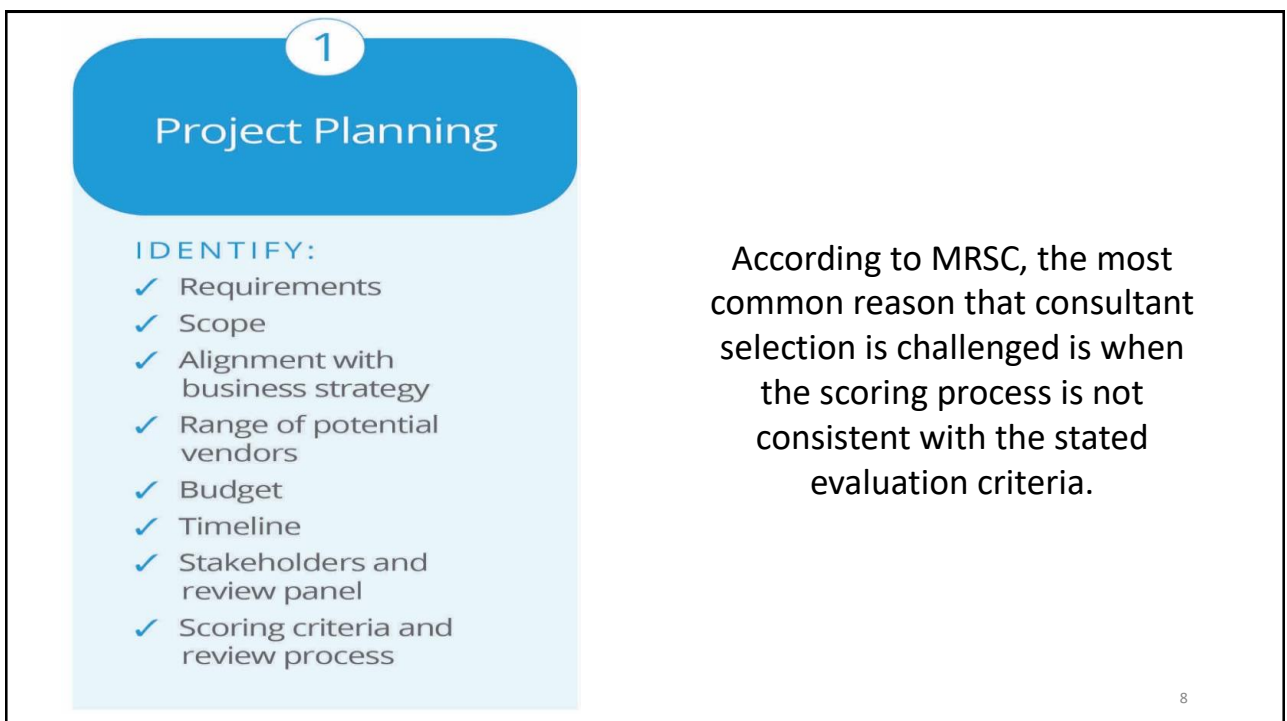 1
Project Planning
IDENTIFY:
✓ Requirements
✓ Scope
✓ Alignment with
business strategy
✓ Range of potential
vendors
✓ Budget
✓ Timeline
✓ Stakeholders and
review panel
✓ Scoring criteria and
review process
According to MRSC, the most
common reason that consultant
selection is challenged is when
the scoring process is not
consistent with the stated
evaluation criteria.
8